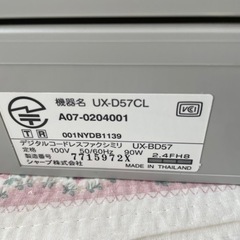 機器名 UX-D57CL
A07-0204001
VCCI
T A 001NYDB1139
デジタルコードレスファクシミリ UX-BD57
定格 100V 50/60Hz 90W 2.4FH8
製造番号 7715972X
シャープ株式会社 MADE IN THAILAND